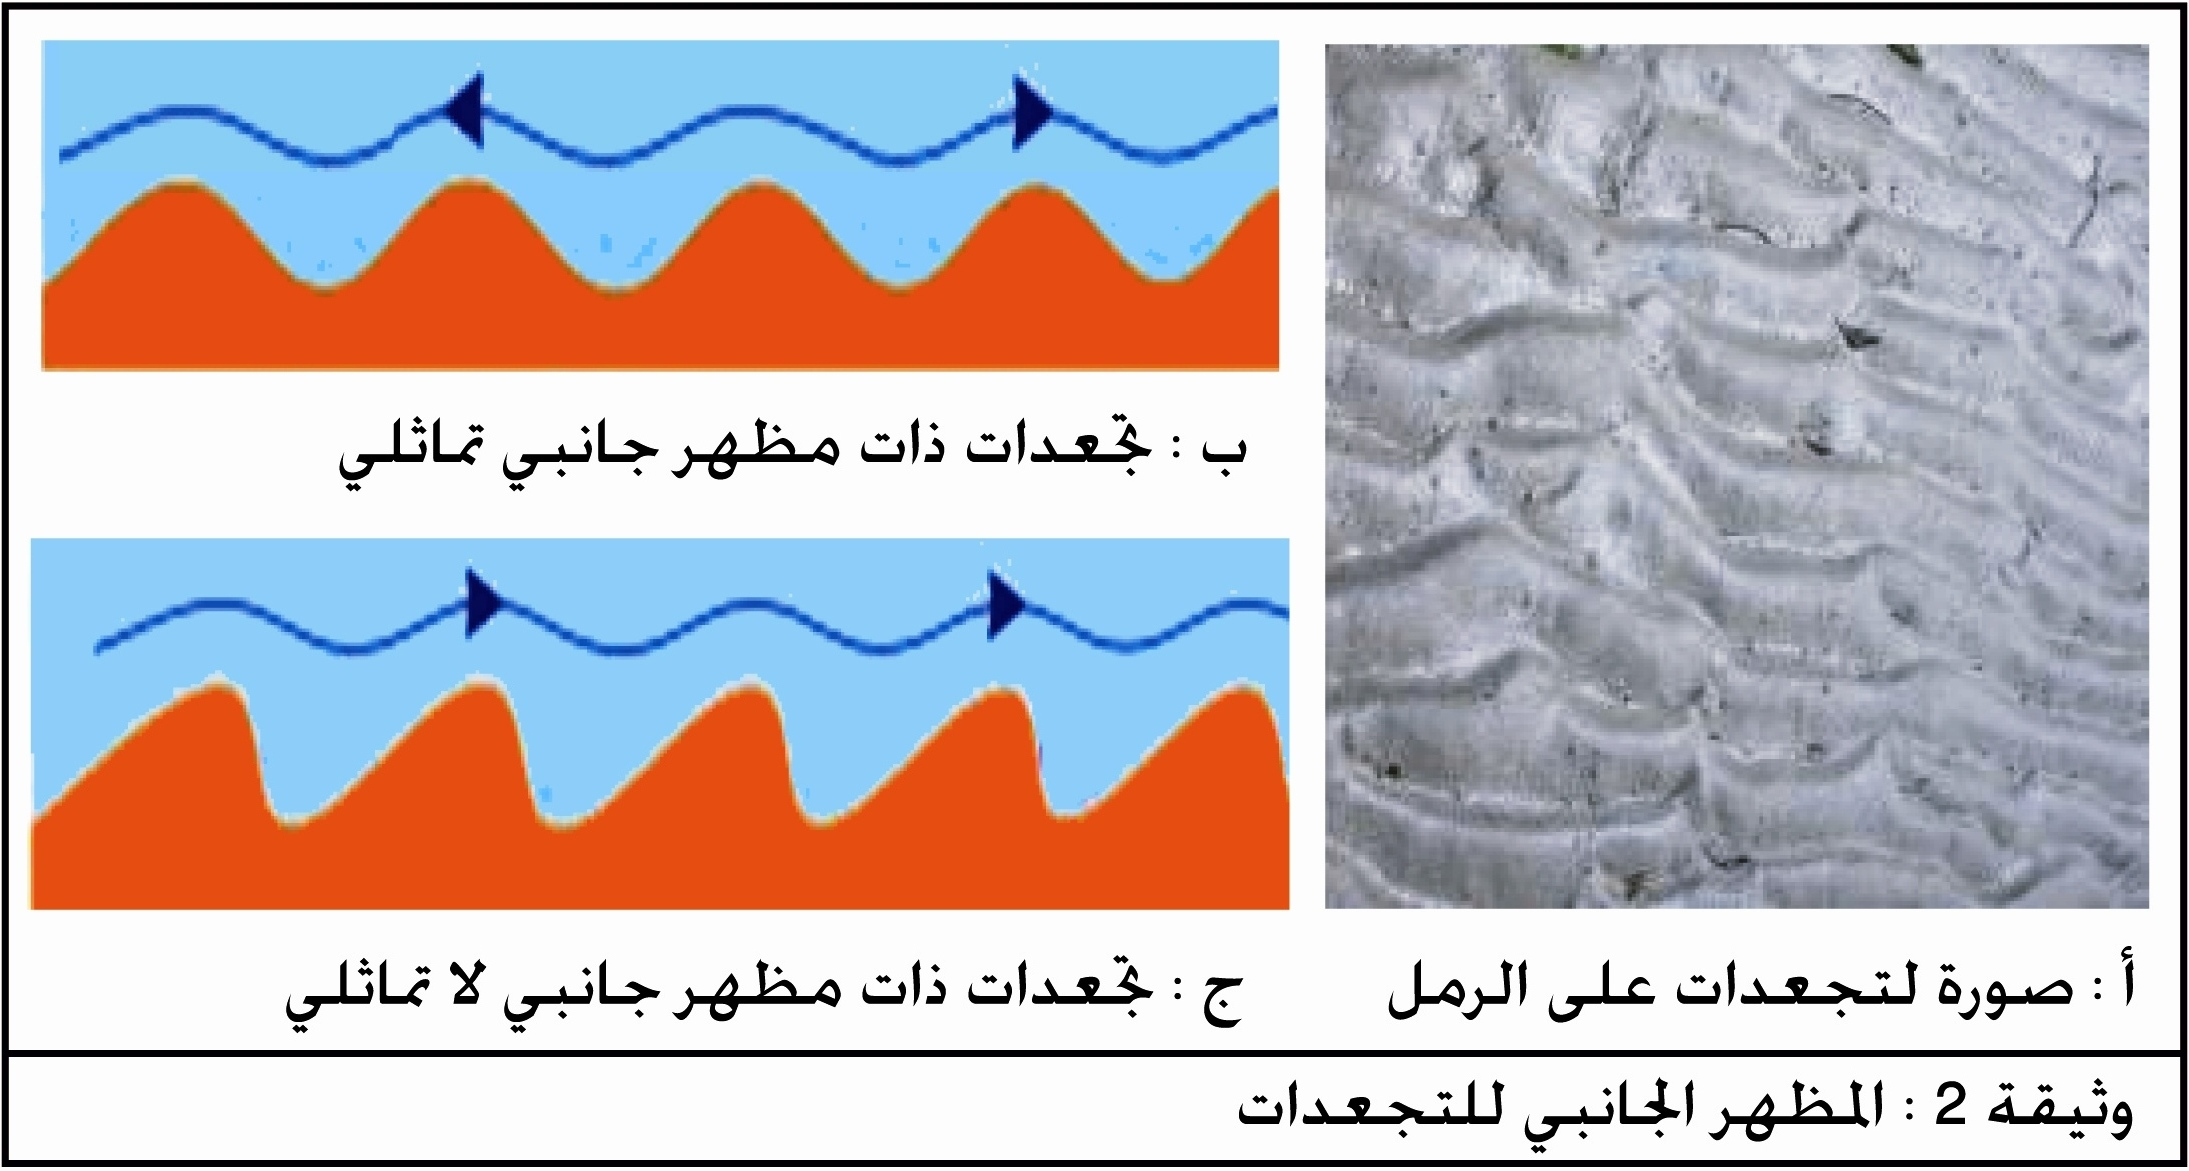 ب : تجعدات ذات مظهر جانبي تماثلي
أ : صورة لتجعدات على الرمل
ج : تجعدات ذات مظهر جانبي لا تماثلي
وثيقة 2 : المظهر الجانبي للتجعدات